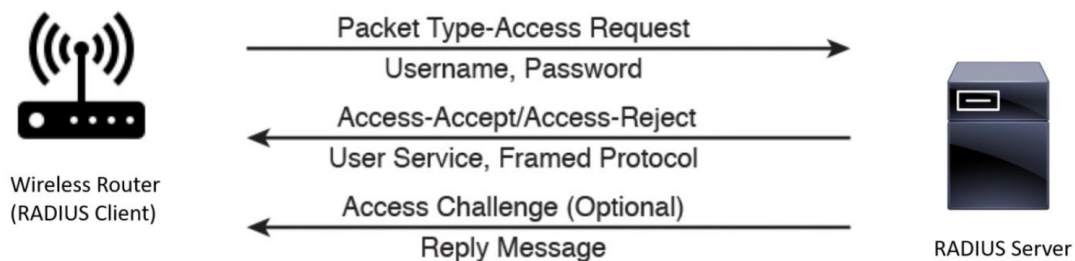 Packet Type-Access Request
Username, Password
Access-Accept/Access-Reject
User Service, Framed Protocol
Access Challenge (Optional)
Reply Message
Wireless Router
(RADIUS Client)
RADIUS Server